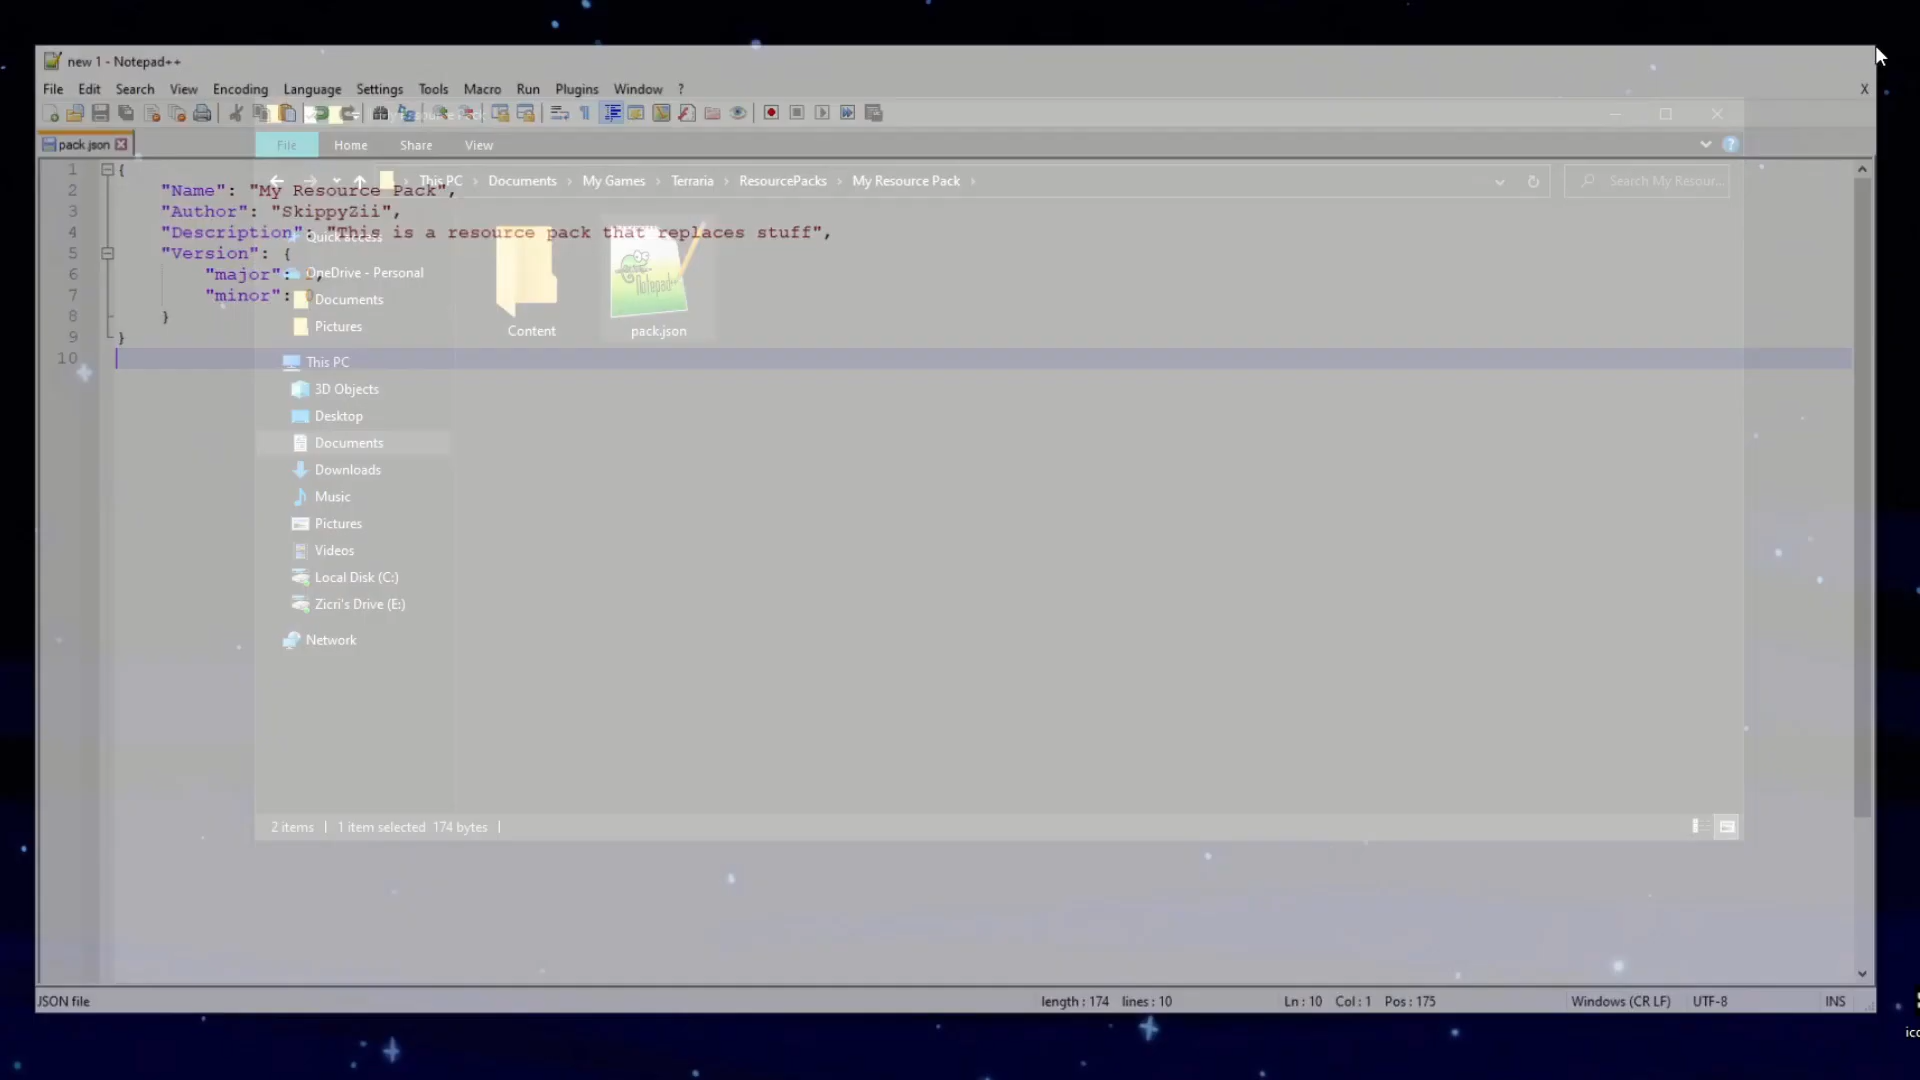 new 1 - Notepad++
File Edit Search View Encoding Language Settings Tools Macro Run Plugins Window ? X
pack.json
File Home Share View
1 {
This PC Documents My Games Terraria ResourcePacks My Resource Pack Search My Resour...
2 "Name": "My Resource Pack",
3 "Author": "SkippyZii",
4 "Description": "This is a resource pack that replaces stuff",
Quick access
5 "Version": {
6 "major":
OneDrive - Personal
7 "minor": 0
Documents
8 }
Pictures
Content
pack.json
9 }
10
This PC
3D Objects
Desktop
Documents
Downloads
Music
Pictures
Videos
Local Disk (C:)
Zicri's Drive (E:)
Network
2 items 1 item selected 174 bytes
JSON file length : 174 lines : 10 Ln : 10 Col : 1 Pos : 175 Windows (CR LF) UTF-8 INS